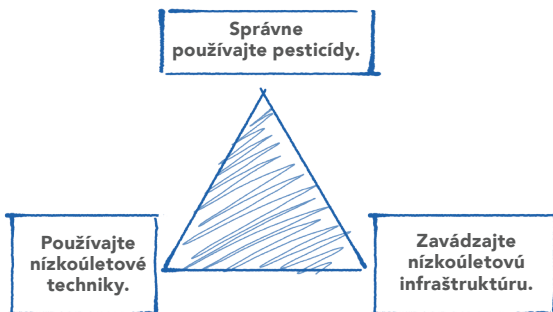 Správne
používajte pesticídy.
Používajte
nízkoúletové
techniky.
Zavádzajte
nízkoúletovú
infraštruktúru.